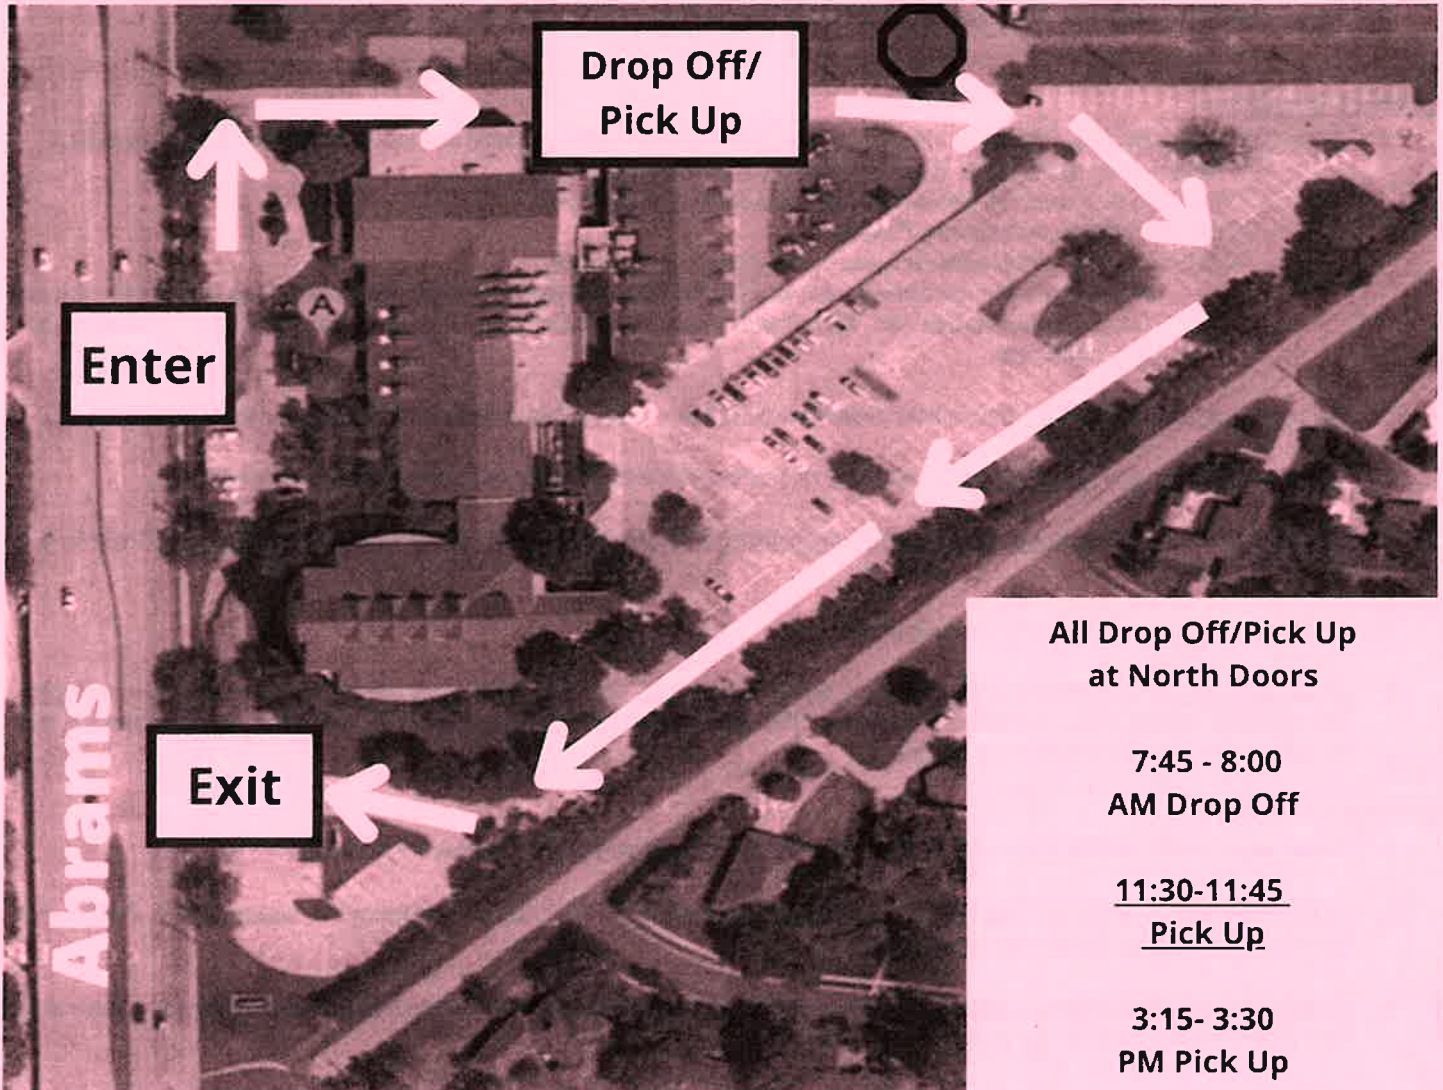 Drop Off/
Pick Up
A
Enter
Abrams
Exit
All Drop Off/Pick Up
at North Doors
7:45 - 8:00
AM Drop Off
11:30-11:45
Pick Up
3:15- 3:30
PM Pick Up